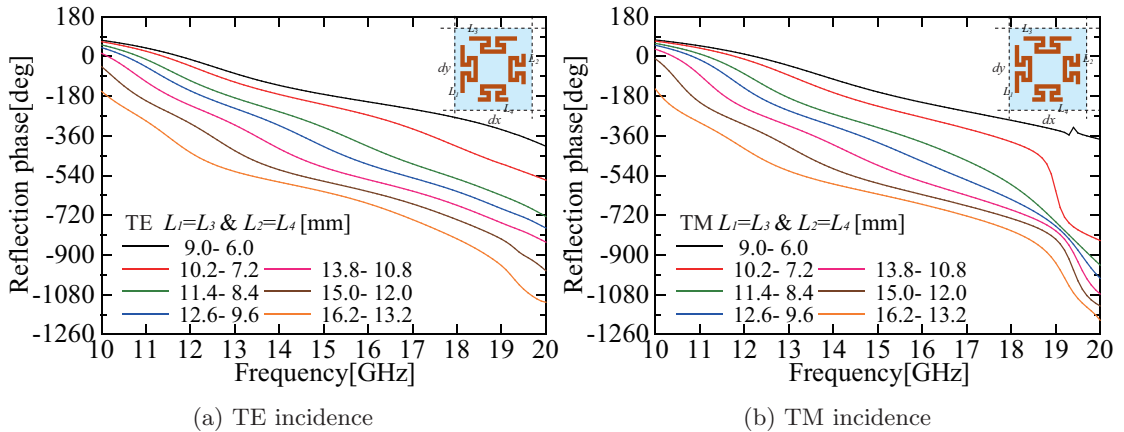 Reflection phase[deg]
180
0
-180
-360
-540
-720
-900
-1080
-1260
L₃
L₂
dy
L₁
L₄
dx
TE L₁=L₃ & L₂=L₄ [mm]
9.0- 6.0
10.2- 7.2 13.8- 10.8
11.4- 8.4 15.0- 12.0
12.6- 9.6 16.2- 13.2
10 11 12 13 14 15 16 17 18 19 20
Frequency[GHz]
(a) TE incidence
Reflection phase[deg]
180
0
-180
-360
-540
-720
-900
-1080
-1260
L₃
L₂
dy
L₁
L₄
dx
TM L₁=L₃ & L₂=L₄ [mm]
9.0- 6.0
10.2- 7.2 13.8- 10.8
11.4- 8.4 15.0- 12.0
12.6- 9.6 16.2- 13.2
10 11 12 13 14 15 16 17 18 19 20
Frequency[GHz]
(b) TM incidence